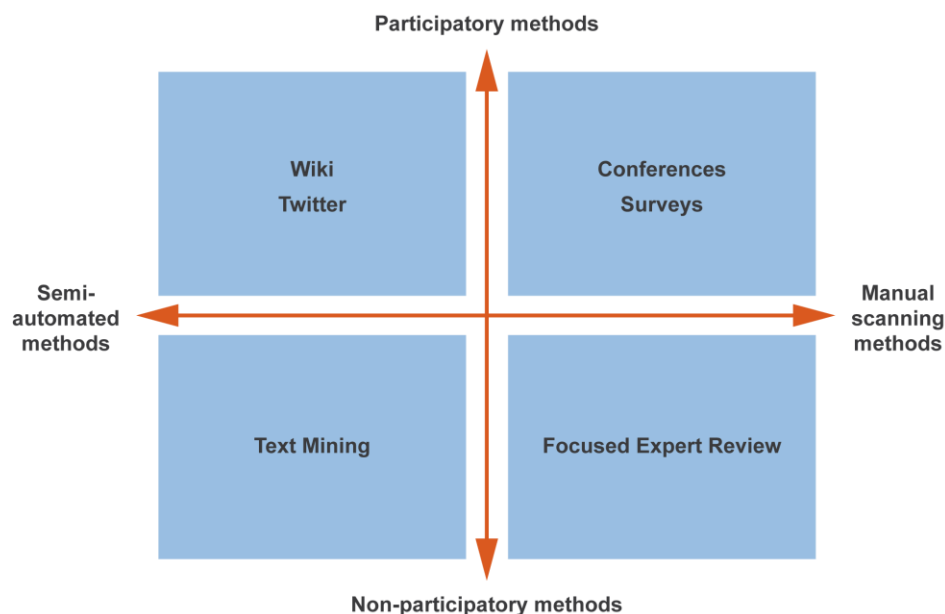 Participatory methods
Wiki
Twitter
Conferences
Surveys
Semi-
automated
methods
Manual
scanning
methods
Text Mining
Focused Expert Review
Non-participatory methods